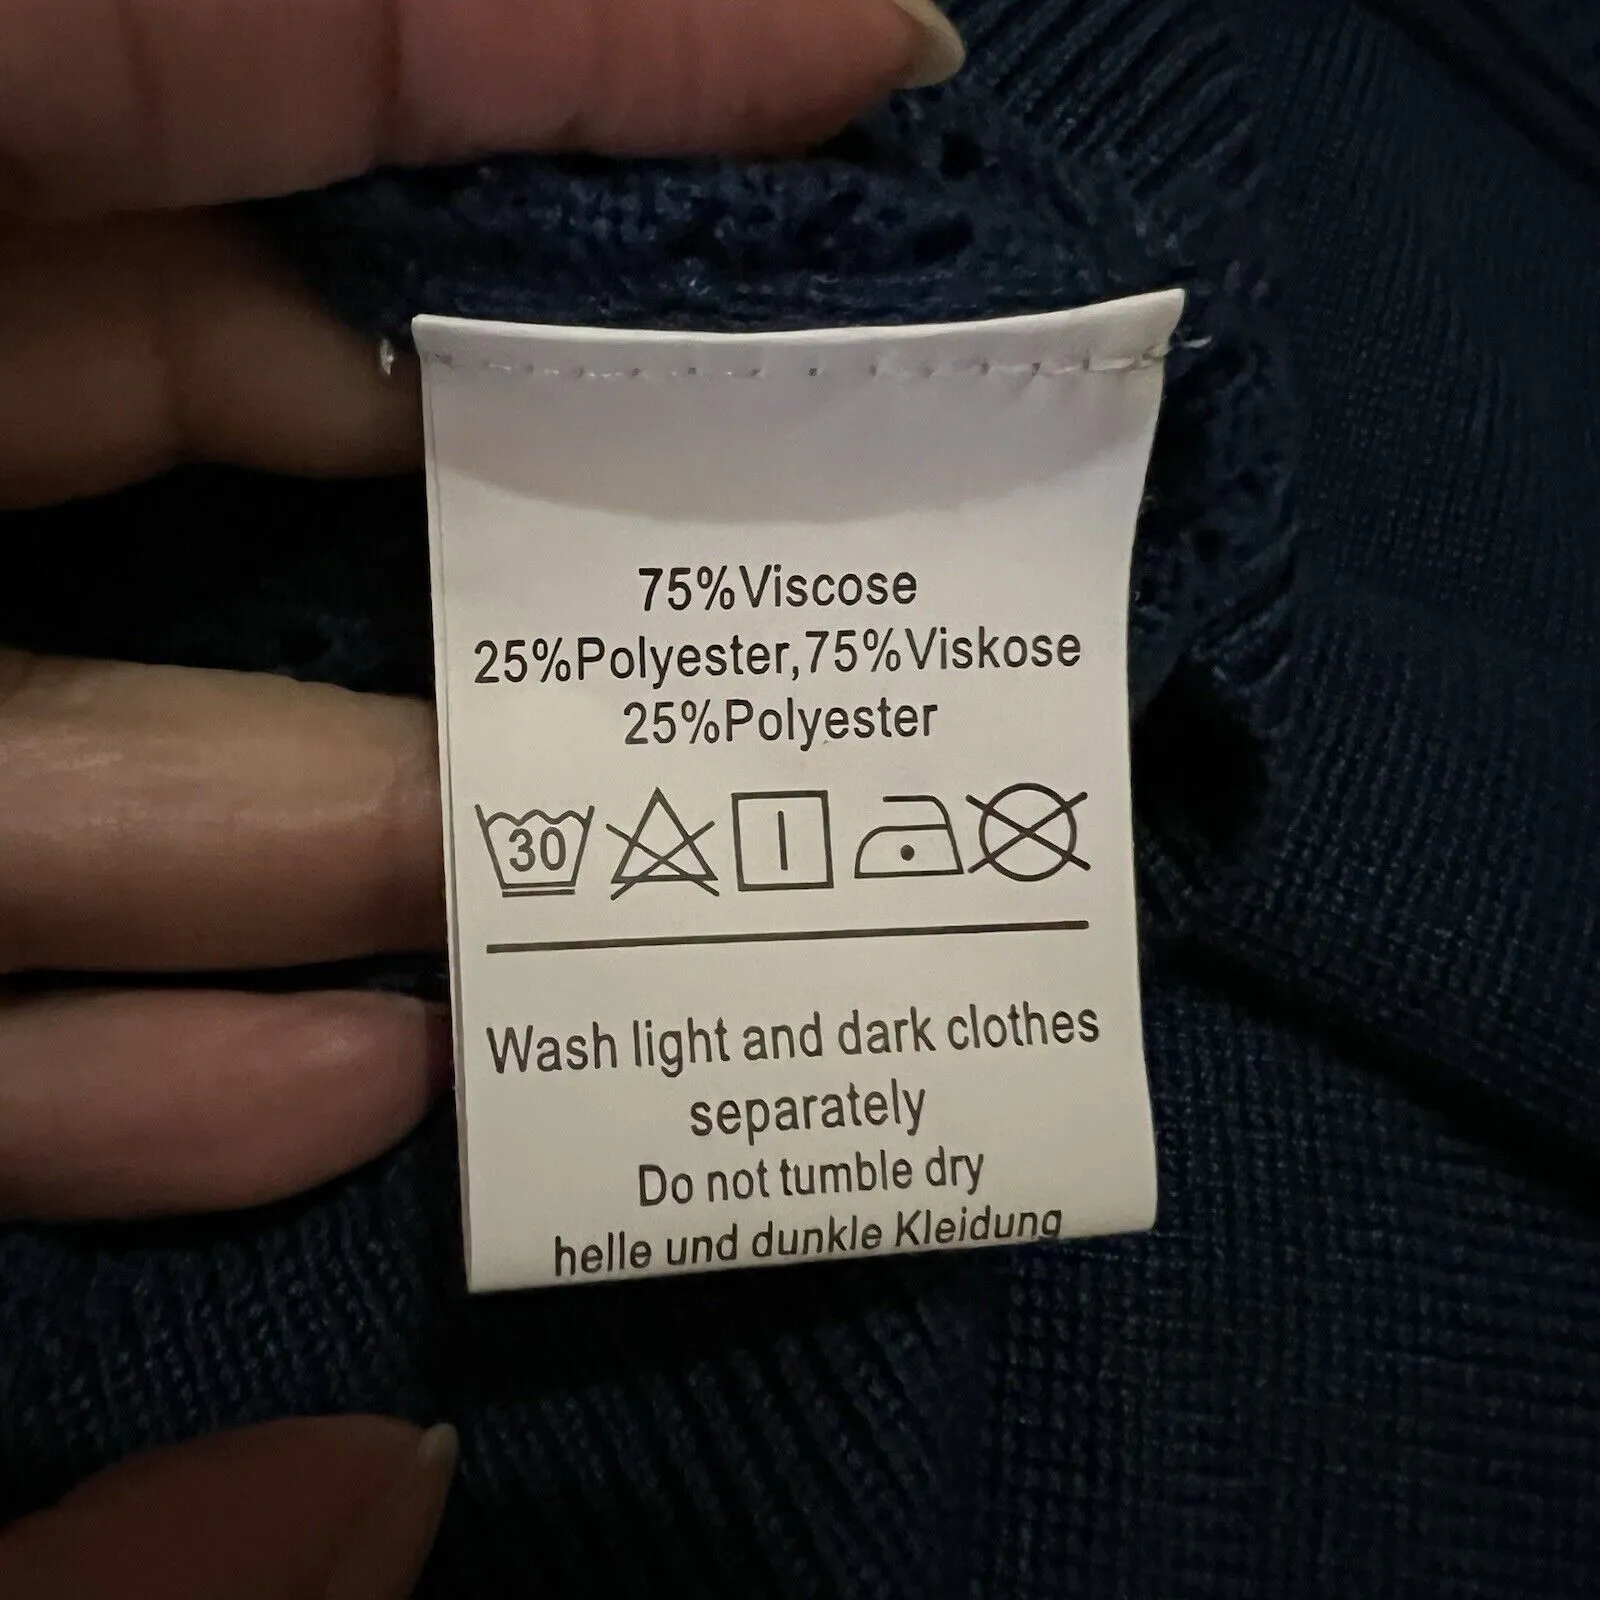 75%Viscose
25%Polyester,75%Viskose
25%Polyester
30
Wash light and dark clothes
separately
Do not tumble dry
helle und dunkle Kleidung